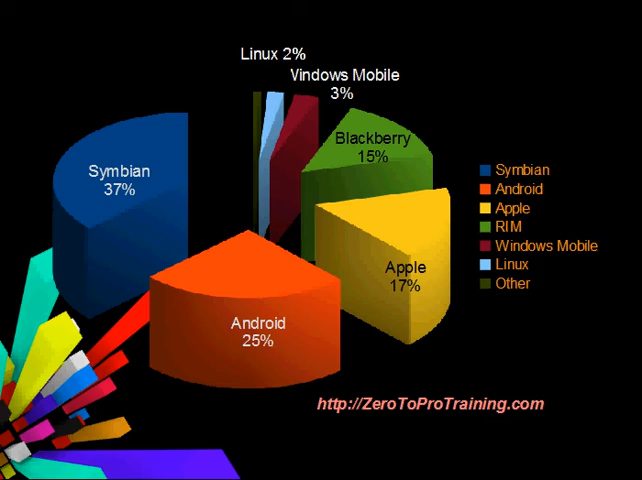 Linux 2%
Vindows Mobile
3%
Blackberry
15%
Symbian
37%
Apple
17%
Android
25%
Symbian
Android
Apple
RIM
Windows Mobile
Linux
Other
http://ZeroToProTraining.com